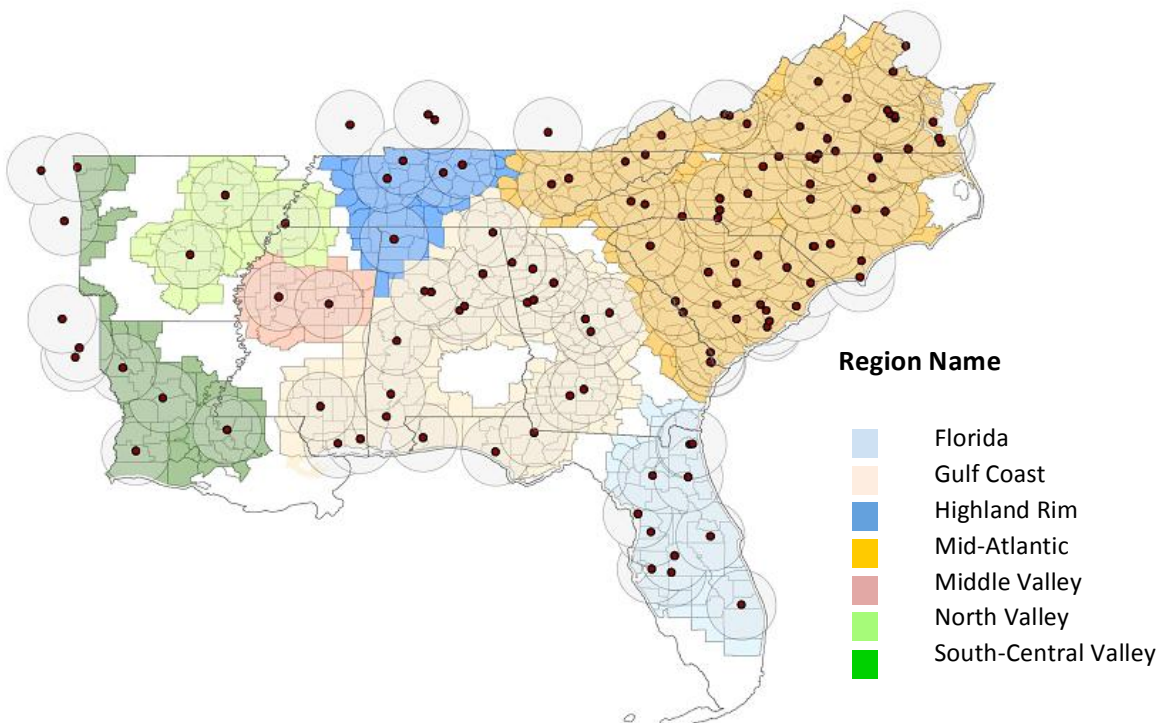 Region Name
Florida
Gulf Coast
Highland Rim
Mid-Atlantic
Middle Valley
North Valley
South-Central Valley